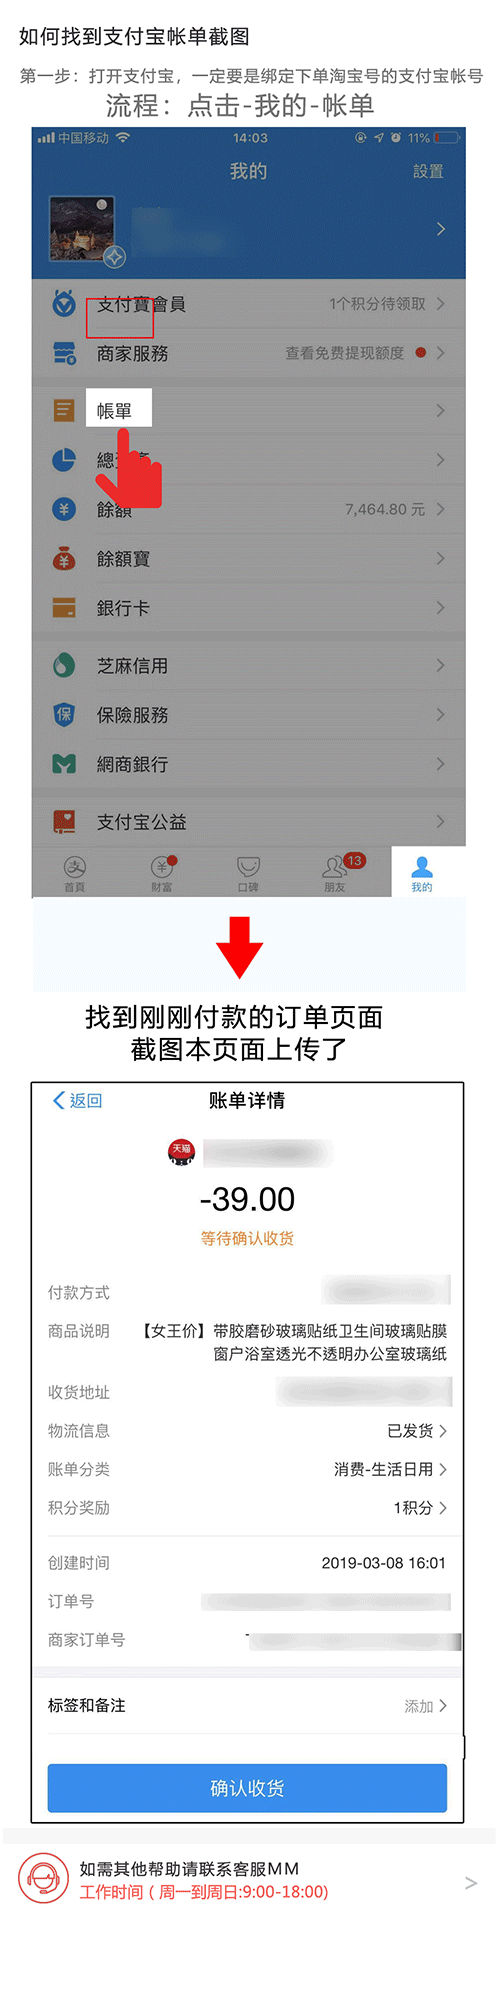 如何找到支付宝帐单截图
第一步：打开支付宝，一定要是绑定下单淘宝号的支付宝帐号
流程：点击-我的-帐单
中国移动 14:03 11%
我的 設置
支付寶會員 1个积分待领取
商家服務 查看免费提现额度
帳單
總
餘額 7,464.80 元
餘額寶
銀行卡
芝麻信用
保 保險服務
網商銀行
支付宝公益
支 13
首頁 财富 口碑 朋友 我的
找到刚刚付款的订单页面
截图本页面上传了
返回 账单详情
天猫
-39.00
等待确认收货
付款方式
商品说明 【女王价】带胶磨砂玻璃贴纸卫生间玻璃贴膜
窗户浴室透光不透明办公室玻璃纸
收货地址
物流信息 已发货
账单分类 消费-生活日用
积分奖励 1积分
创建时间 2019-03-08 16:01
订单号
商家订单号
标签和备注 添加
确认收货
如需其他帮助请联系客服MM
工作时间 ( 周一到周日:9:00-18:00)